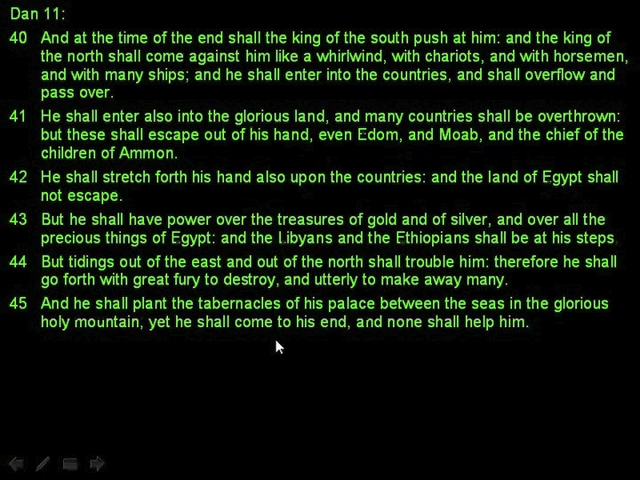 Dan 11:
40 And at the time of the end shall the king of the south push at him: and the king of
the north shall come against him like a whirlwind, with chariots, and with horsemen,
and with many ships; and he shall enter into the countries, and shall overflow and
pass over.
41 He shall enter also into the glorious land, and many countries shall be overthrown:
but these shall escape out of his hand, even Edom, and Moab, and the chief of the
children of Ammon.
42 He shall stretch forth his hand also upon the countries: and the land of Egypt shall
not escape.
43 But he shall have power over the treasures of gold and of silver, and over all the
precious things of Egypt: and the Libyans and the Ethiopians shall be at his steps
44 But tidings out of the east and out of the north shall trouble him: therefore he shall
go forth with great fury to destroy, and utterly to make away many.
45 And he shall plant the tabernacles of his palace between the seas in the glorious
holy mountain, yet he shall come to his end, and none shall help him.